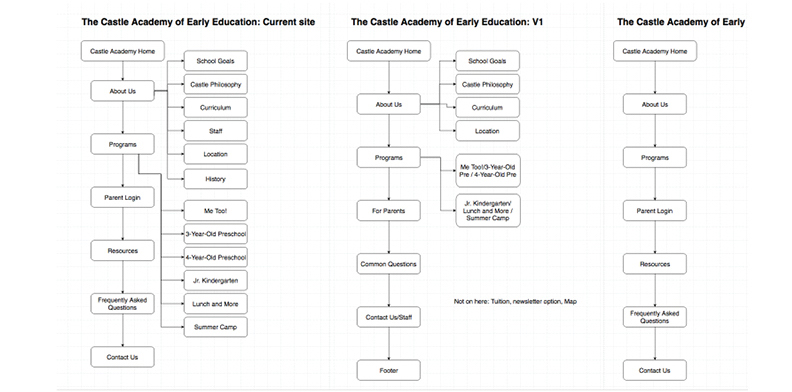 The Castle Academy of Early Education: Current site
Castle Academy Home
About Us
School Goals
Castle Philosophy
Curriculum
Staff
Location
History
Programs
Me Too!
3-Year-Old Preschool
4-Year-Old Preschool
Jr. Kindergarten
Lunch and More
Summer Camp
Parent Login
Resources
Frequently Asked
Questions
Contact Us
The Castle Academy of Early Education: V1
Castle Academy Home
About Us
School Goals
Castle Philosophy
Curriculum
Location
Programs
Me Too!/3-Year-Old
Pre / 4-Year-Old Pre
Jr. Kindergarten/
Lunch and More /
Summer Camp
For Parents
Common Questions
Contact Us/Staff
Footer
Not on here: Tuition, newsletter option, Map
The Castle Academy of Early
Castle Academy Home
About Us
Programs
Parent Login
Resources
Frequently Asked
Questions
Contact Us